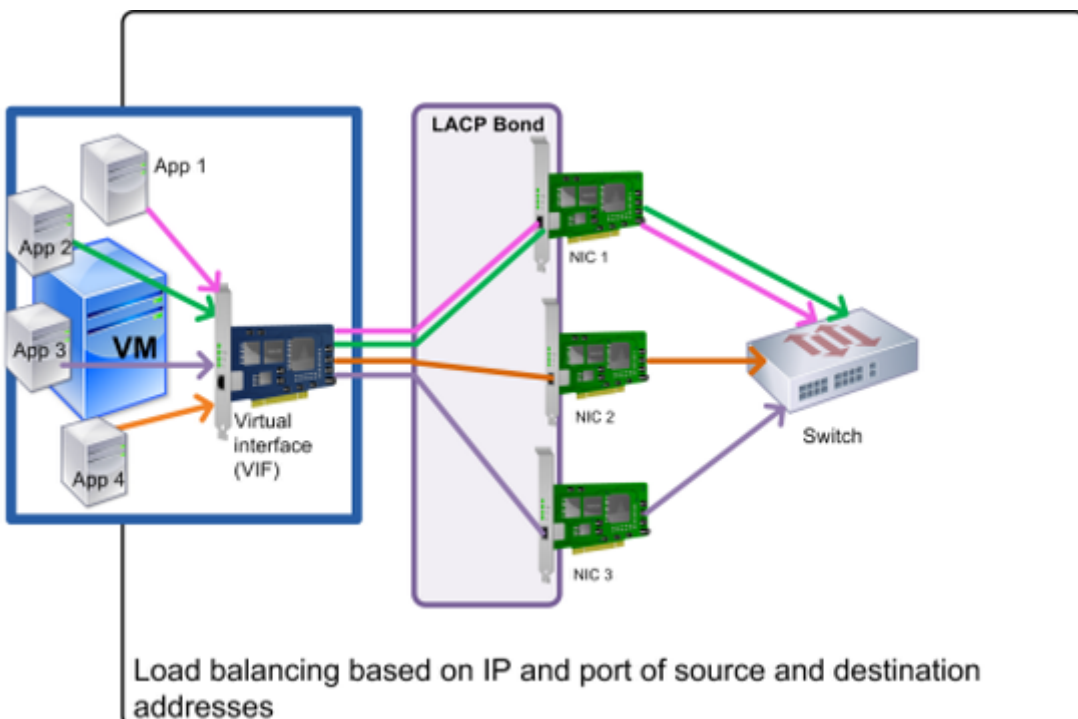 LACP Bond
App 1
App 2
App 3
VM
App 4
Virtual
interface
(VIF)
NIC 1
NIC 2
NIC 3
Switch
Load balancing based on IP and port of source and destination
addresses